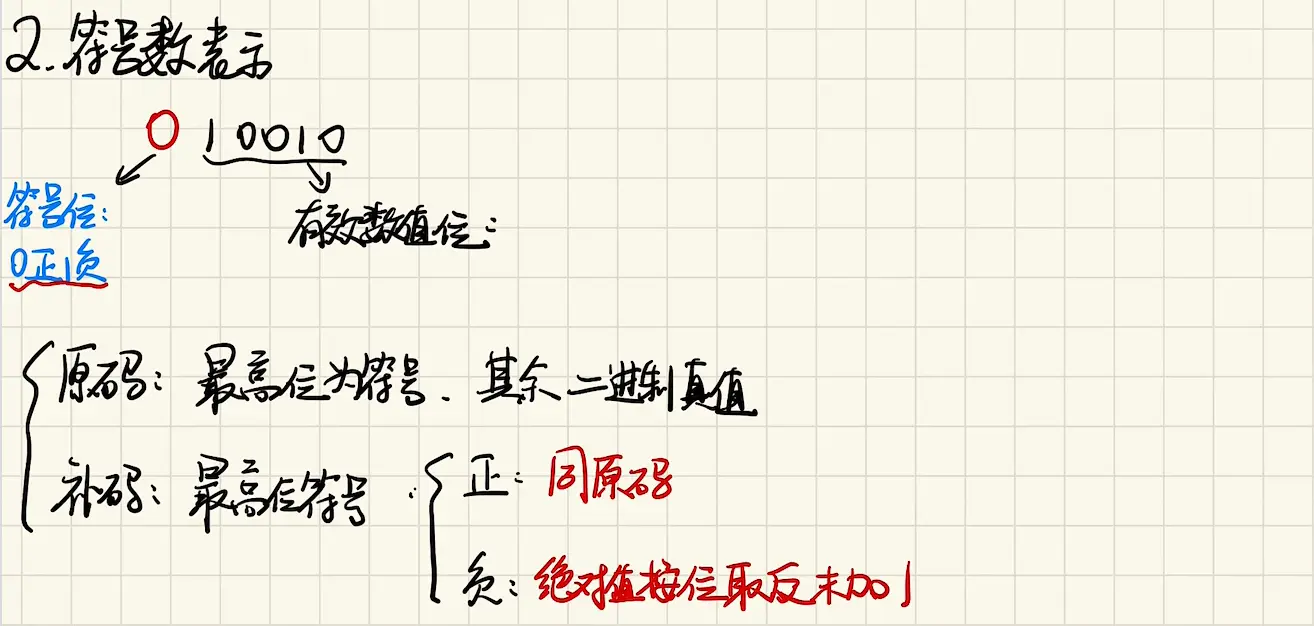 2.符号数表示
0 10010
符号位:
0正1负
有效数值位:
原码: 最高位为符号、其余二进制真值
补码: 最高位符号.
正: 同原码
负: 绝对值按位取反末加1